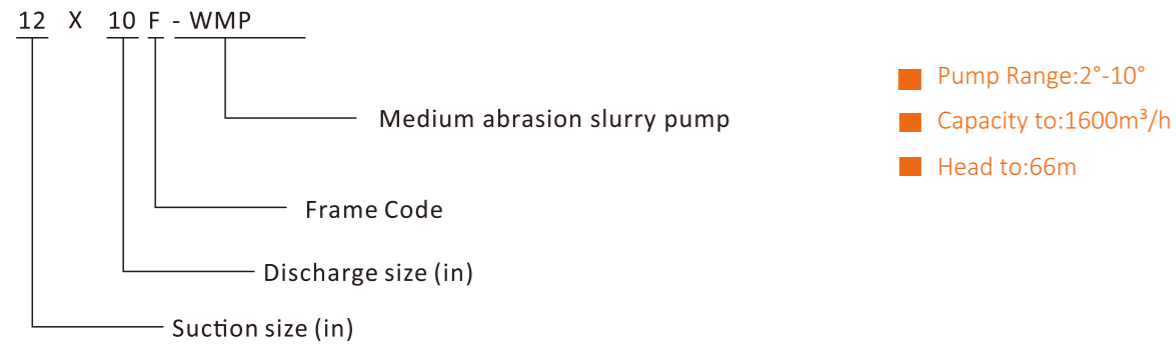 12 X 10 F - WMP
Pump Range:2°-10°
Medium abrasion slurry pump
Capacity to:1600m³/h
Head to:66m
Frame Code
Discharge size (in)
Suction size (in)